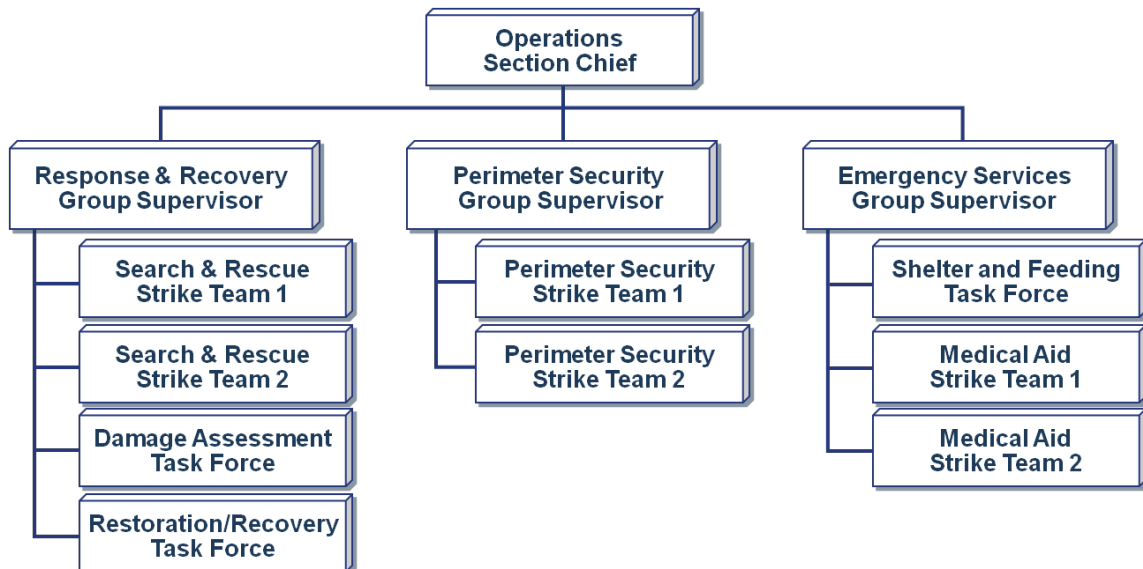 Operations
Section Chief
Response & Recovery
Group Supervisor
Search & Rescue
Strike Team 1
Search & Rescue
Strike Team 2
Damage Assessment
Task Force
Restoration/Recovery
Task Force
Perimeter Security
Group Supervisor
Perimeter Security
Strike Team 1
Perimeter Security
Strike Team 2
Emergency Services
Group Supervisor
Shelter and Feeding
Task Force
Medical Aid
Strike Team 1
Medical Aid
Strike Team 2